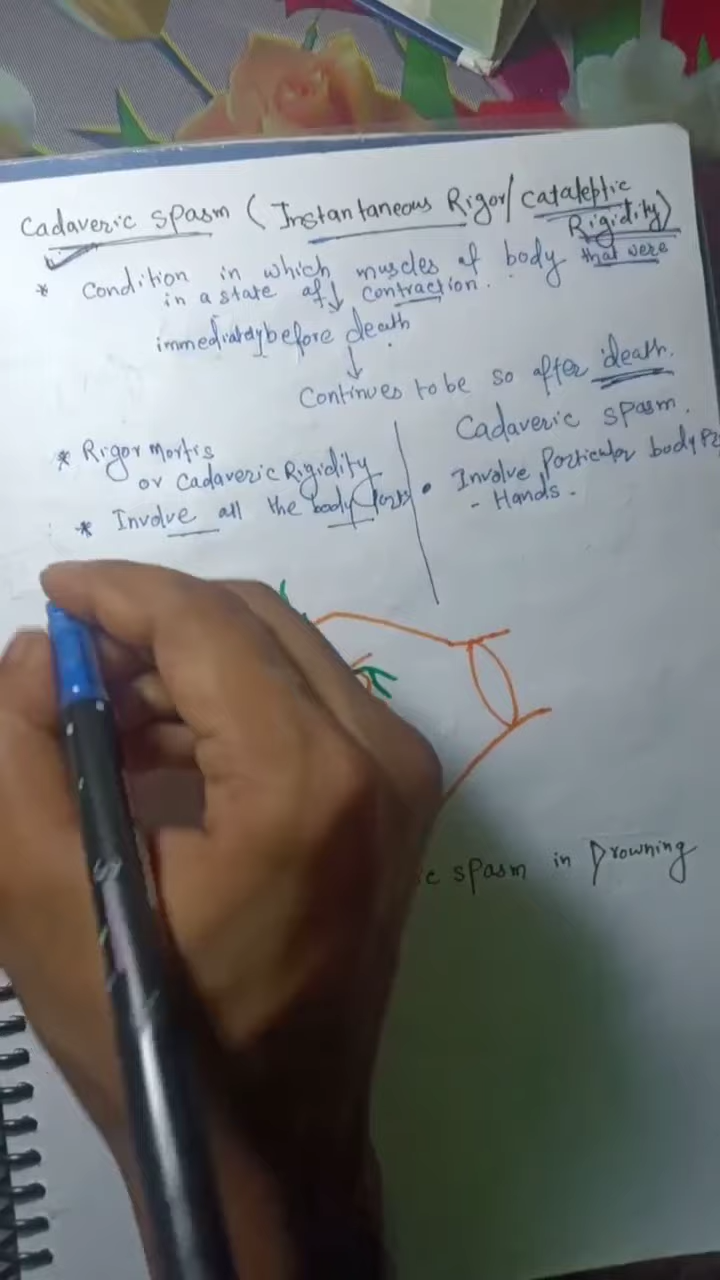 Cadaveric spasm ( Instantaneous Rigor/ Cataleptic
Rigidity)
* Condition in which muscles of body that were
in a state of contraction.
immediately before death
Continues to be so after death.
* Rigor Mortis
or Cadaveric Rigidity
* Involve all the body parts
Cadaveric spasm.
• Involve Particular body
- Hands.
spasm in Drowning